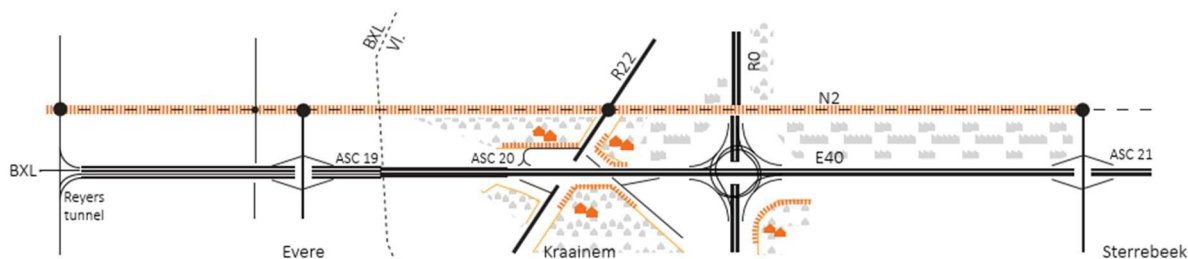 BXL
Vl.
R22
R0
N2
ASC 19
ASC 20
E40
ASC 21
BXL
Reyers
tunnel
Evere
Kraainem
Sterrebeek